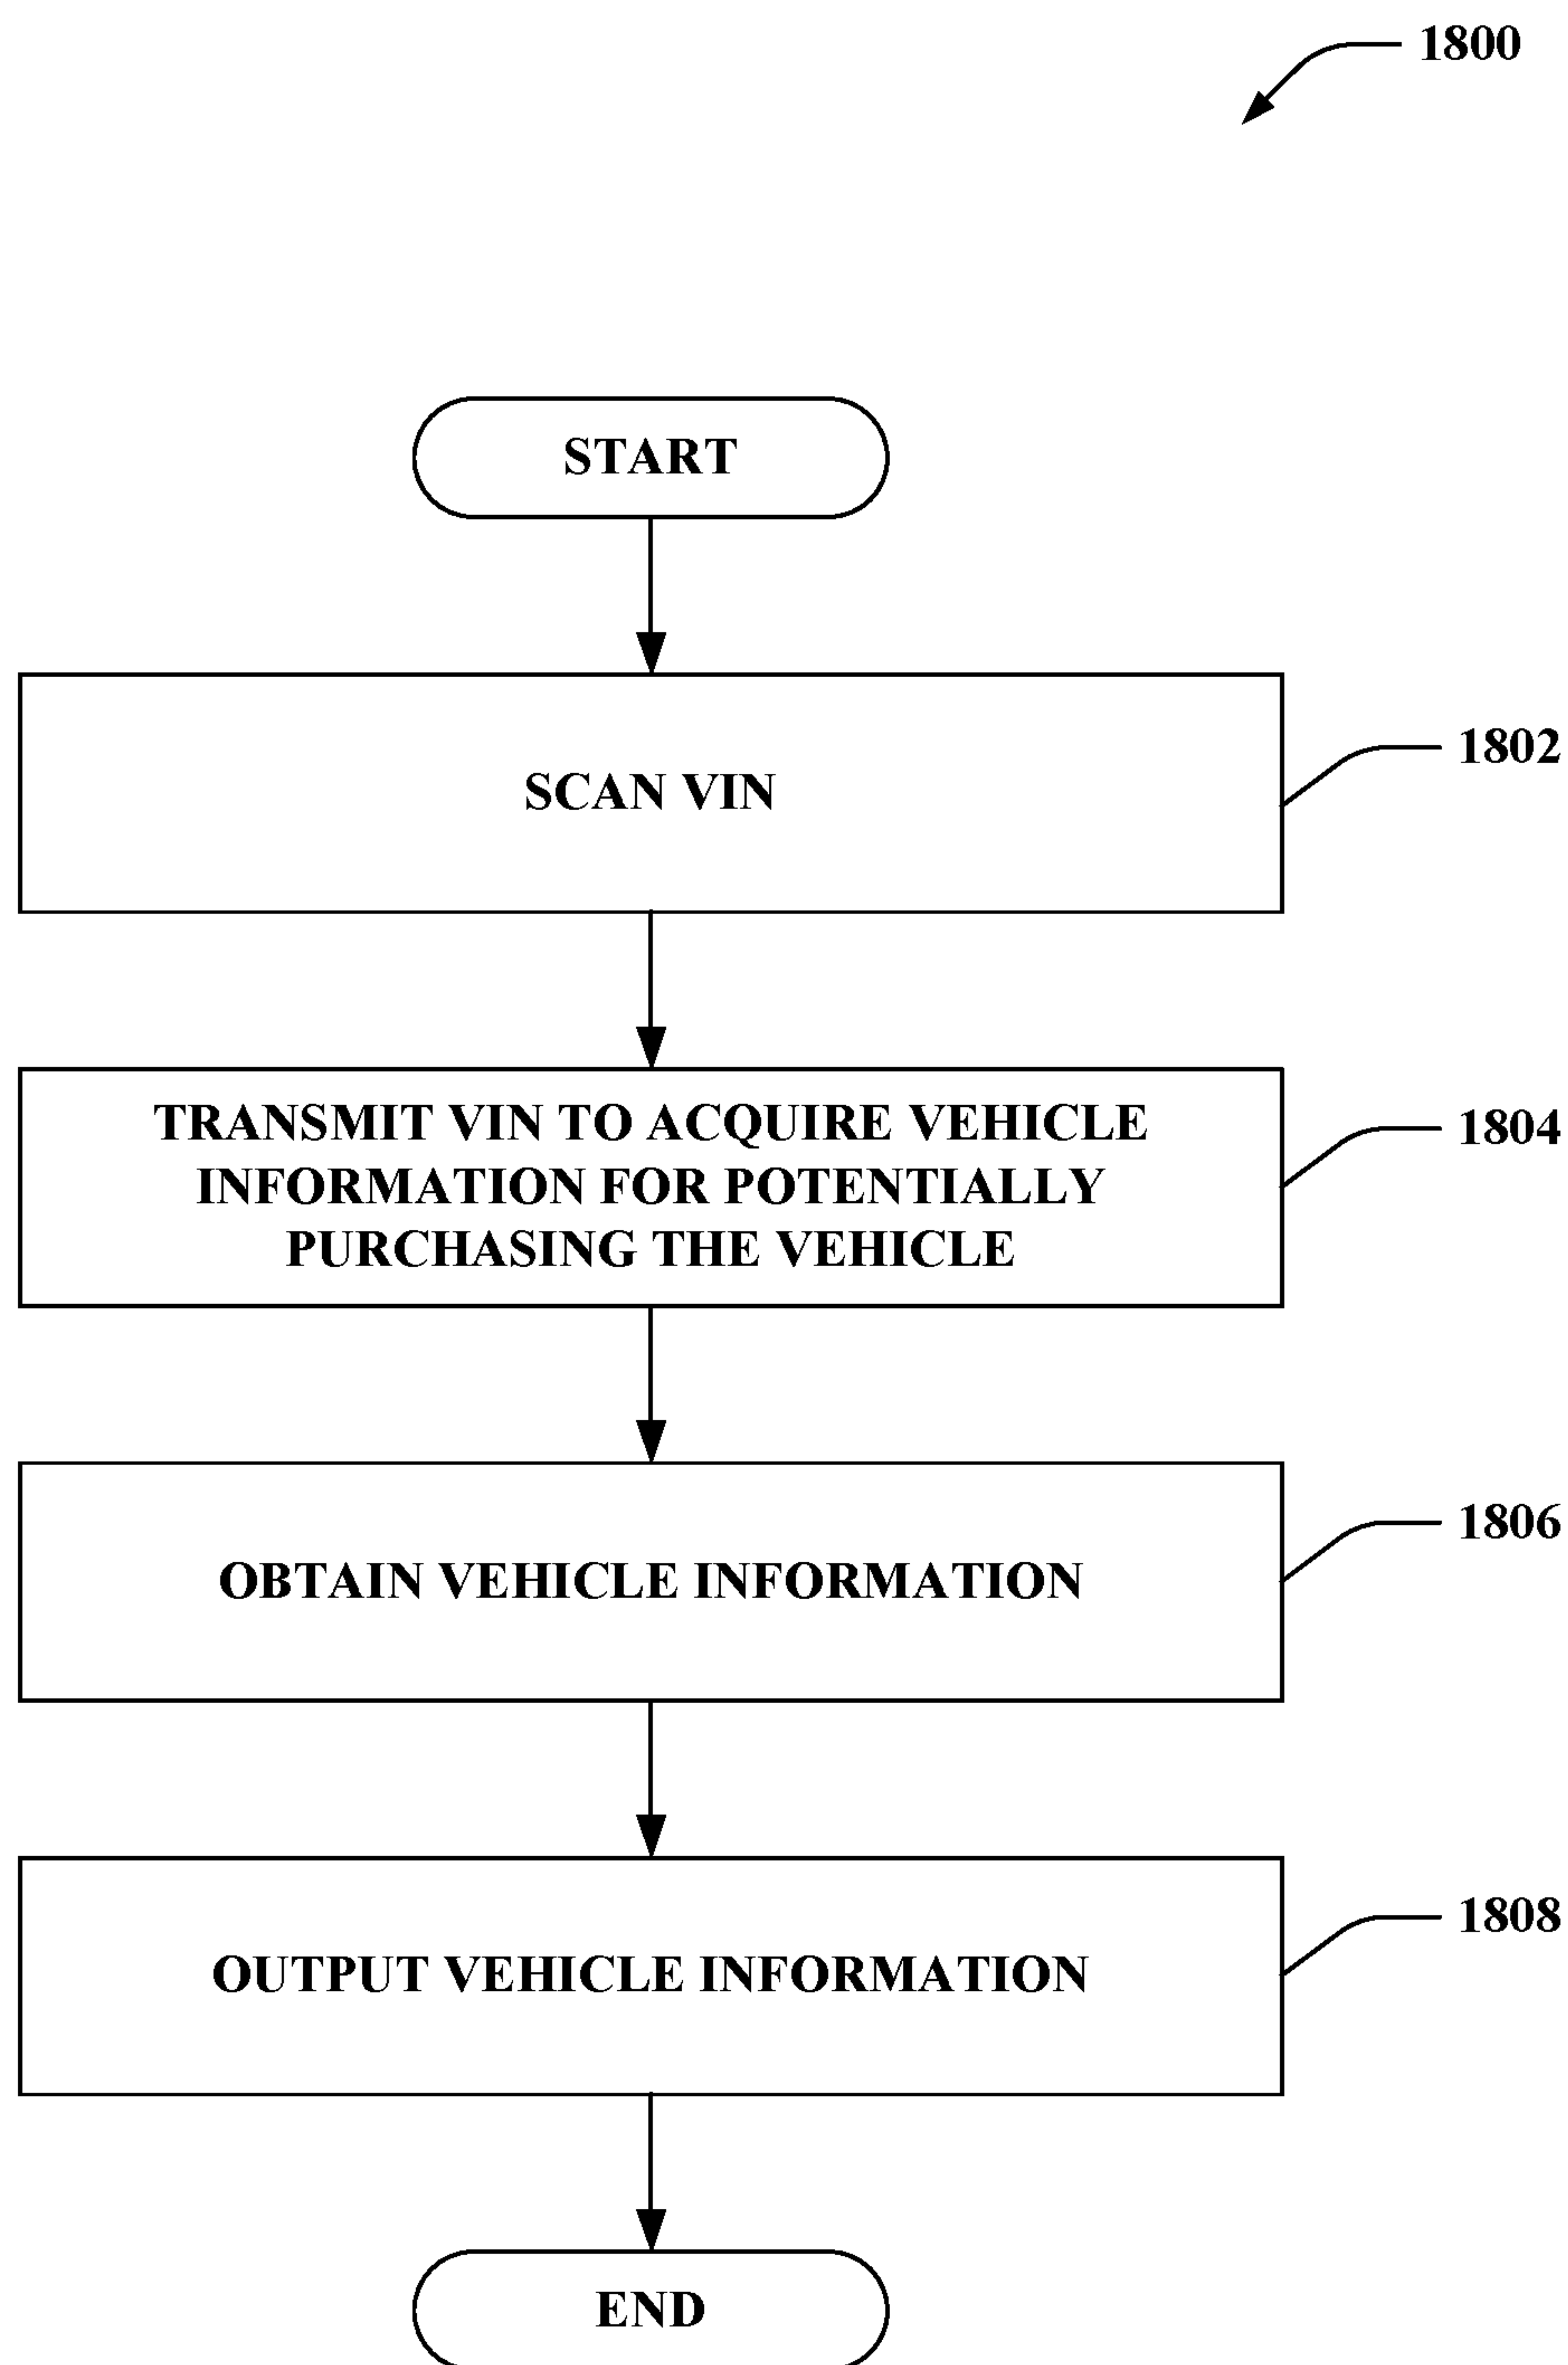 1800
START
SCAN VIN
1802
TRANSMIT VIN TO ACQUIRE VEHICLE
INFORMATION FOR POTENTIALLY
PURCHASING THE VEHICLE
1804
OBTAIN VEHICLE INFORMATION
1806
OUTPUT VEHICLE INFORMATION
1808
END